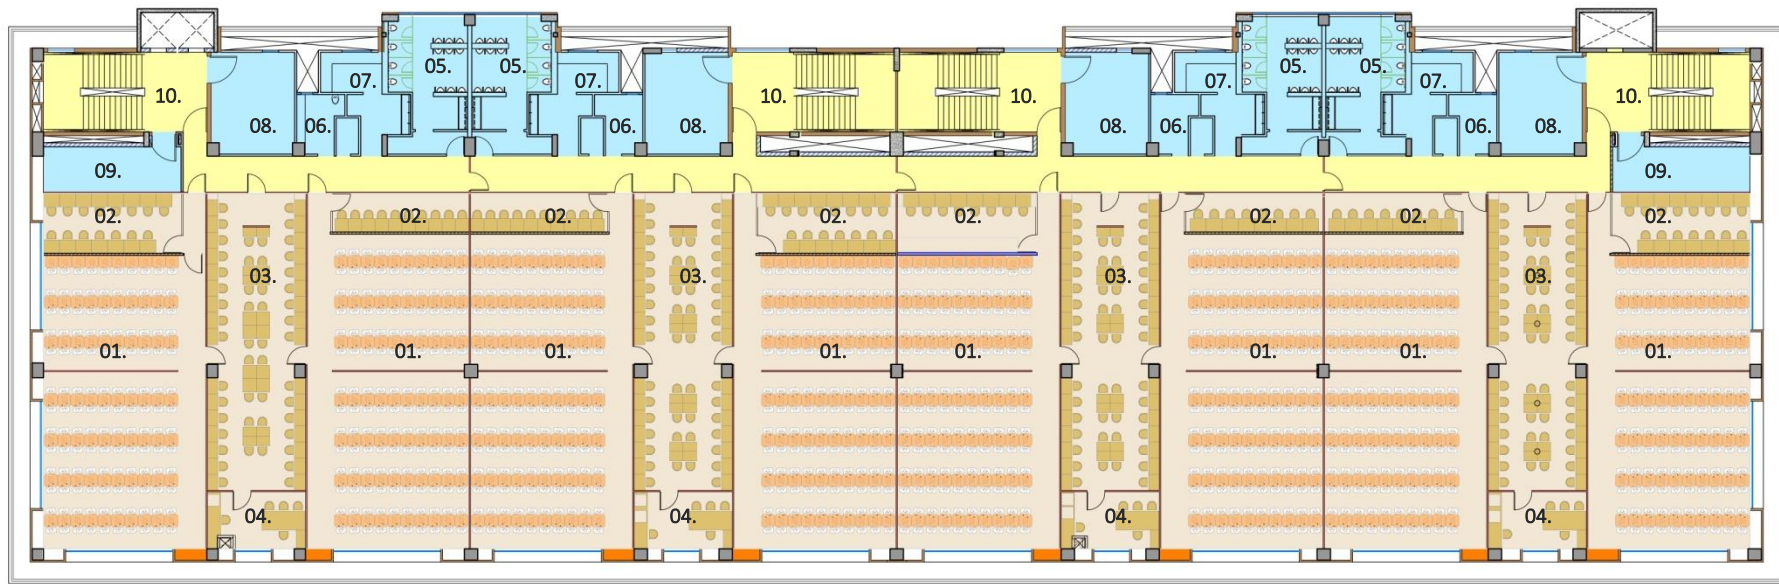 05. 05. 05. 05.
07. 07. 07. 07.
10. 10. 10. 10.
08. 06. 06. 08. 08. 06. 06. 08.
09. 09.
02. 02. 02. 02. 02. 02. 02. 02.
03. 03. 03. 03.
01. 01. 01. 01. 01. 01. 01. 01.
04. 04. 04. 04.